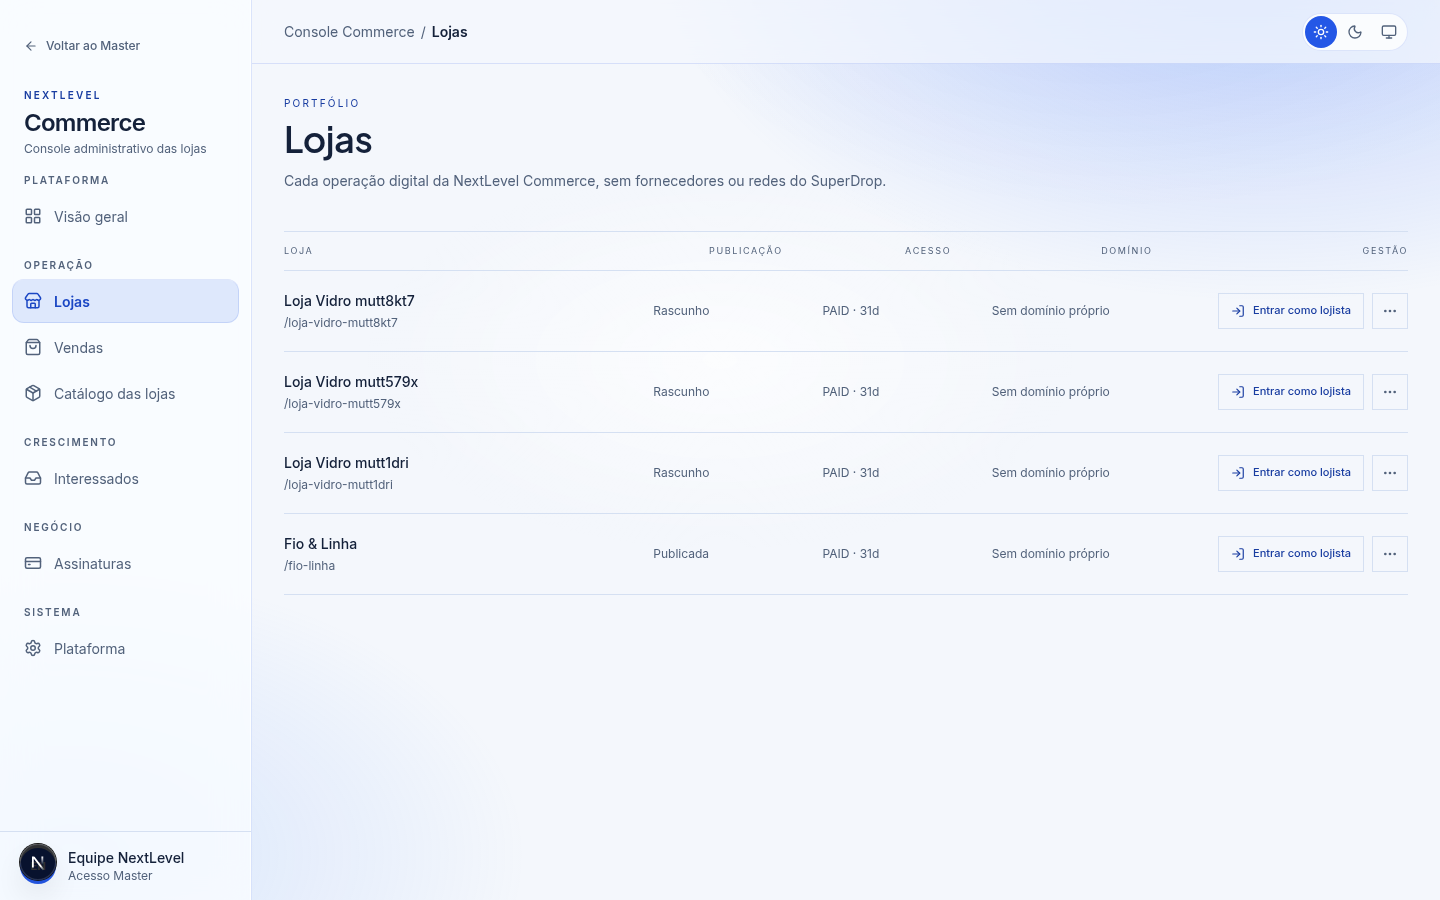 Voltar ao Master
NEXTLEVEL
Commerce
Console administrativo das lojas
PLATAFORMA
Visão geral
OPERAÇÃO
Lojas
Vendas
Catálogo das lojas
CRESCIMENTO
Interessados
NEGÓCIO
Assinaturas
SISTEMA
Plataforma
N
Equipe NextLevel
Acesso Master
Console Commerce / Lojas
PORTFÓLIO
Lojas
Cada operação digital da NextLevel Commerce, sem fornecedores ou redes do SuperDrop.
LOJA PUBLICAÇÃO ACESSO DOMÍNIO GESTÃO
Loja Vidro mutt8kt7
/loja-vidro-mutt8kt7
Rascunho PAID · 31d Sem domínio próprio Entrar como lojista
Loja Vidro mutt579x
/loja-vidro-mutt579x
Rascunho PAID · 31d Sem domínio próprio Entrar como lojista
Loja Vidro mutt1dri
/loja-vidro-mutt1dri
Rascunho PAID · 31d Sem domínio próprio Entrar como lojista
Fio & Linha
/fio-linha
Publicada PAID · 31d Sem domínio próprio Entrar como lojista